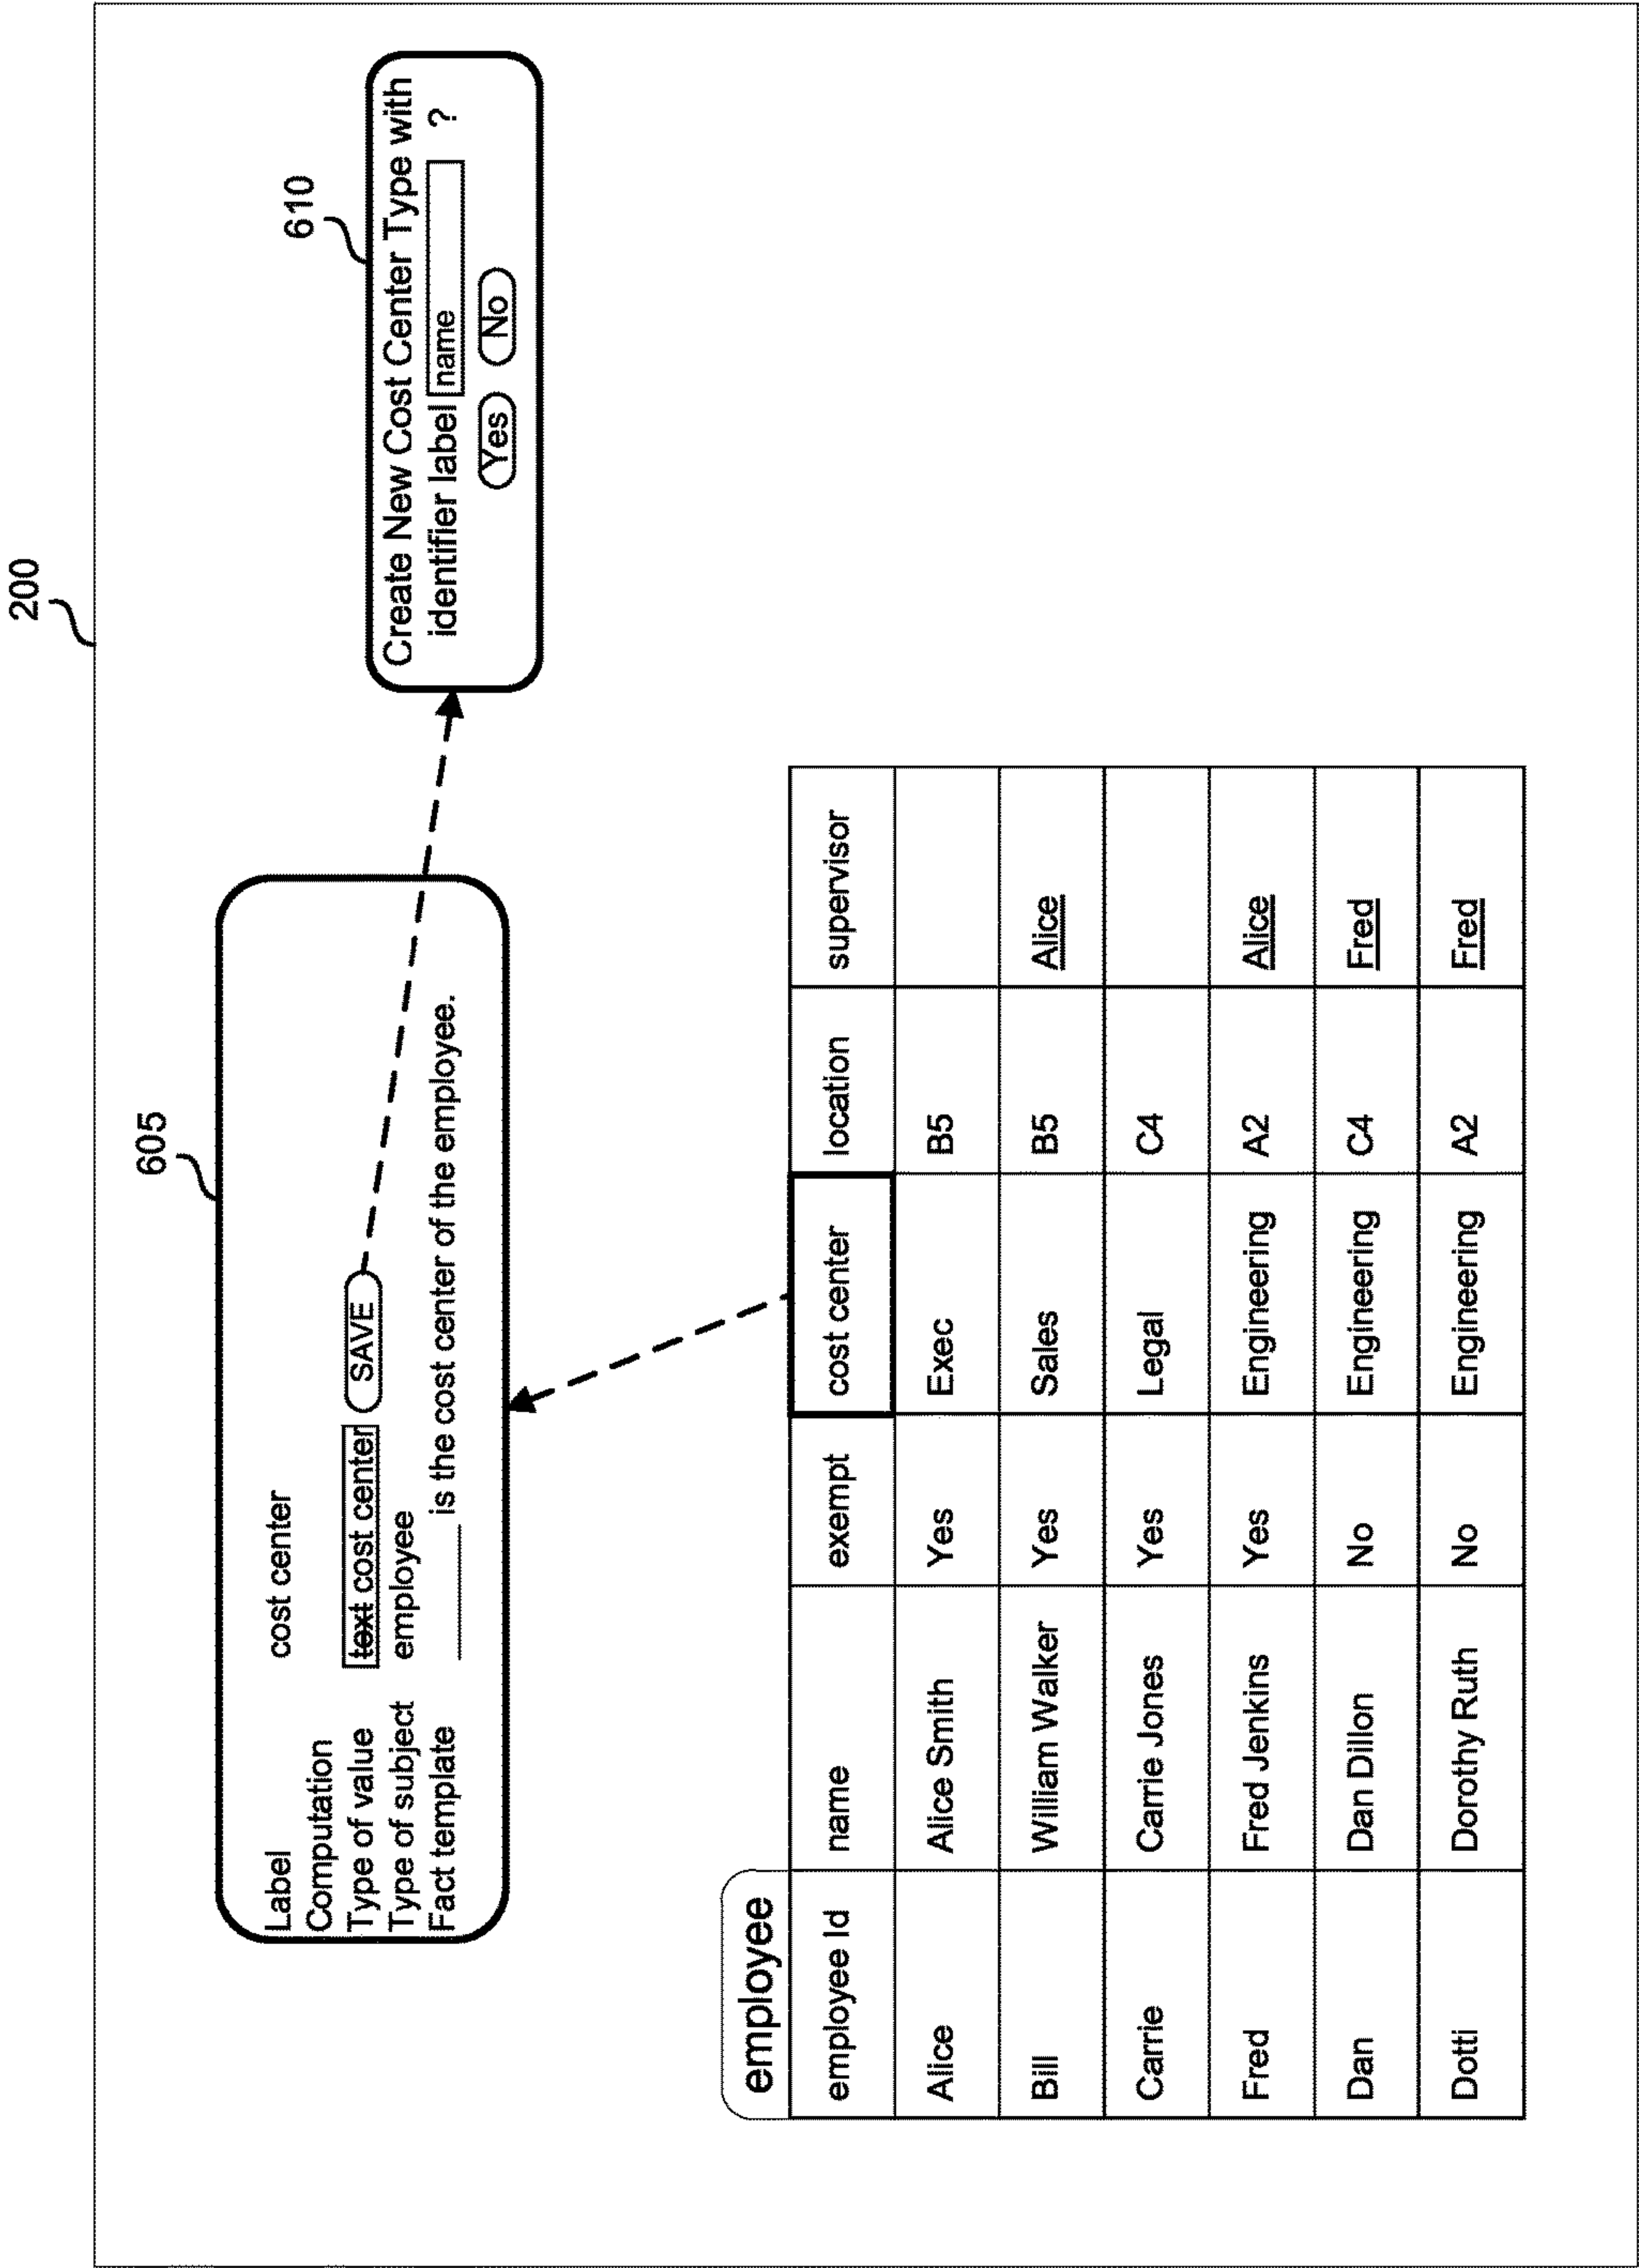 200
605
610
Label cost center
Computation
Type of value text cost center SAVE
Type of subject employee
Fact template ______ is the cost center of the employee.
Create New Cost Center Type with
identifier label name ?
Yes No
employee
employee Id name exempt cost center location supervisor
Alice Alice Smith Yes Exec B5
Bill William Walker Yes Sales B5 Alice
Carrie Carrie Jones Yes Legal C4
Fred Fred Jenkins Yes Engineering A2 Alice
Dan Dan Dillon No Engineering C4 Fred
Dotti Dorothy Ruth No Engineering A2 Fred